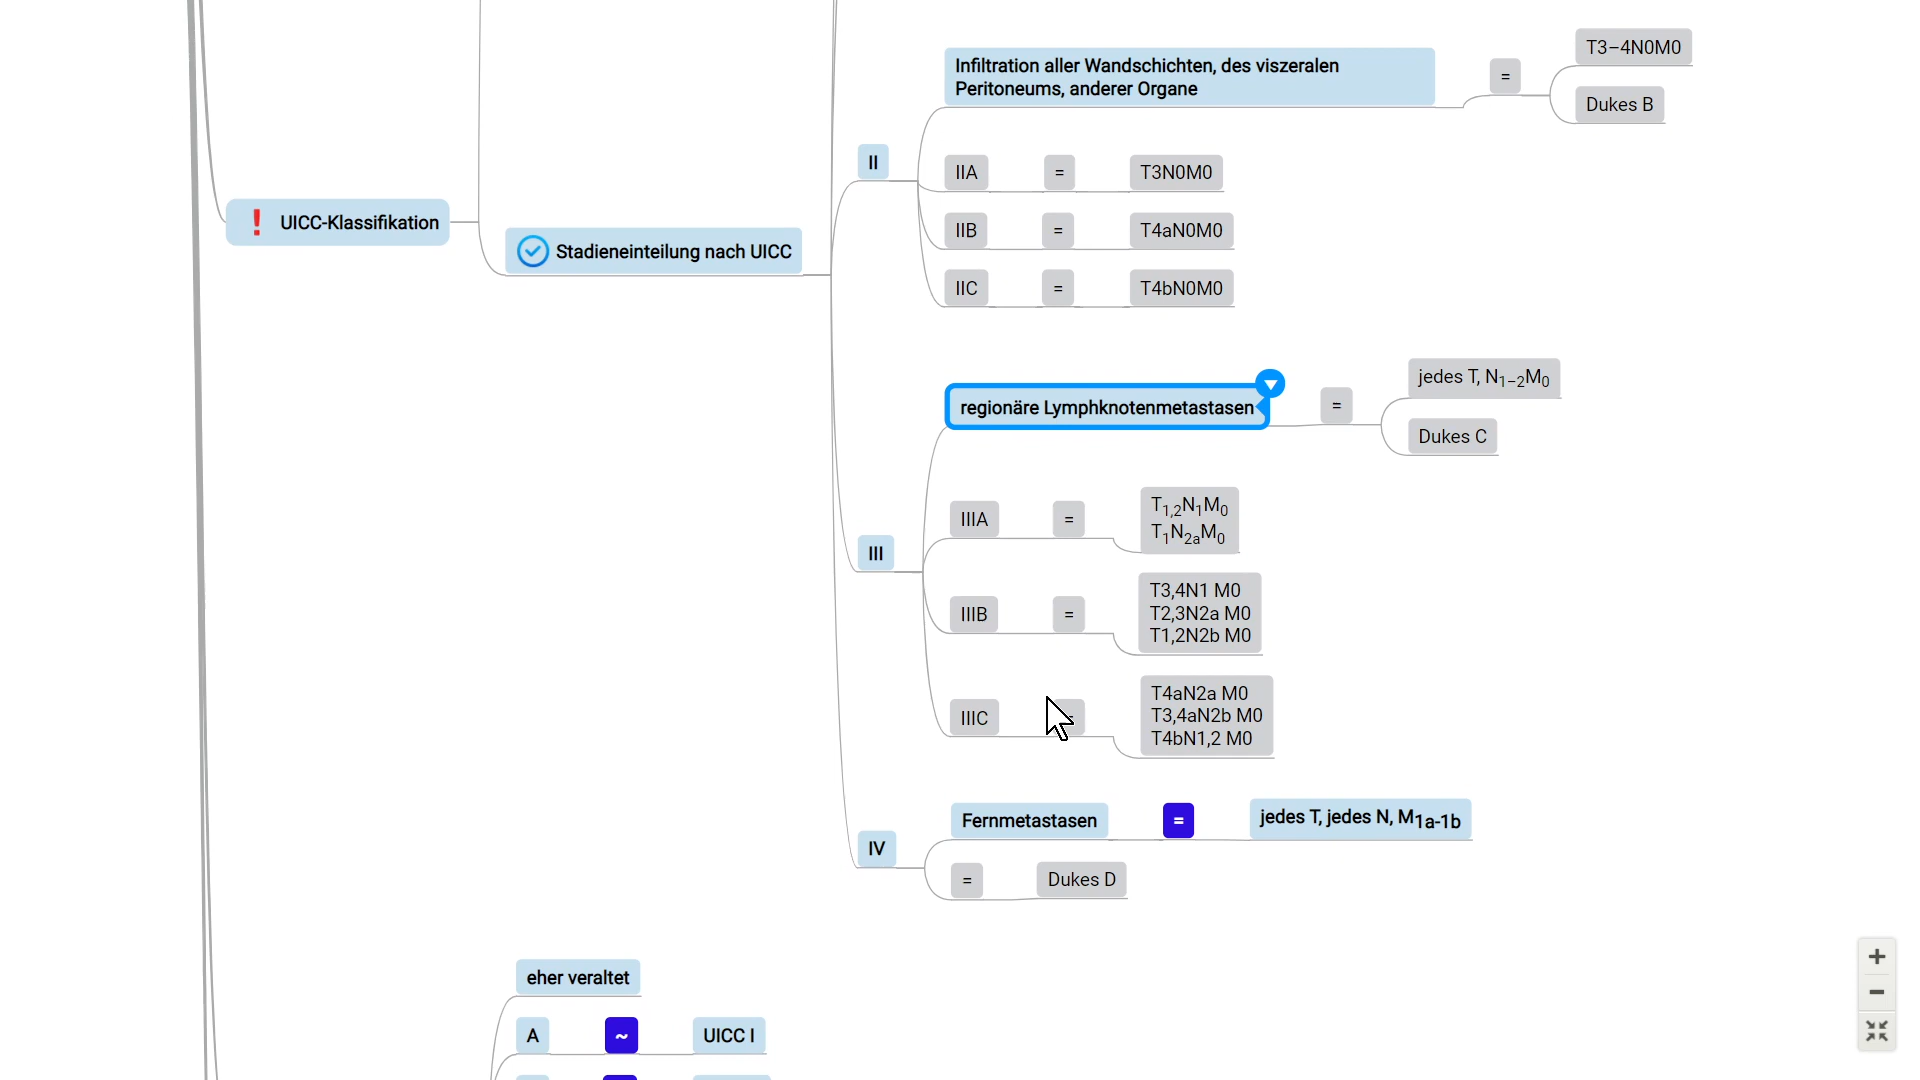 ❗ UICC-Klassifikation
Stadieneinteilung nach UICC
II
Infiltration aller Wandschichten, des viszeralen
Peritoneums, anderer Organe
=
T3–4N0M0
Dukes B
IIA = T3N0M0
IIB = T4aN0M0
IIC = T4bN0M0
III
regionäre Lymphknotenmetastasen
=
jedes T, N₁₋₂M₀
Dukes C
IIIA =
T₁,₂N₁M₀
T₁N₂ₐM₀
IIIB =
T3,4N1 M0
T2,3N2a M0
T1,2N2b M0
IIIC =
T4aN2a M0
T3,4aN2b M0
T4bN1,2 M0
IV
Fernmetastasen = jedes T, jedes N, M1a-1b
= Dukes D
eher veraltet
A ~ UICC I
+
−